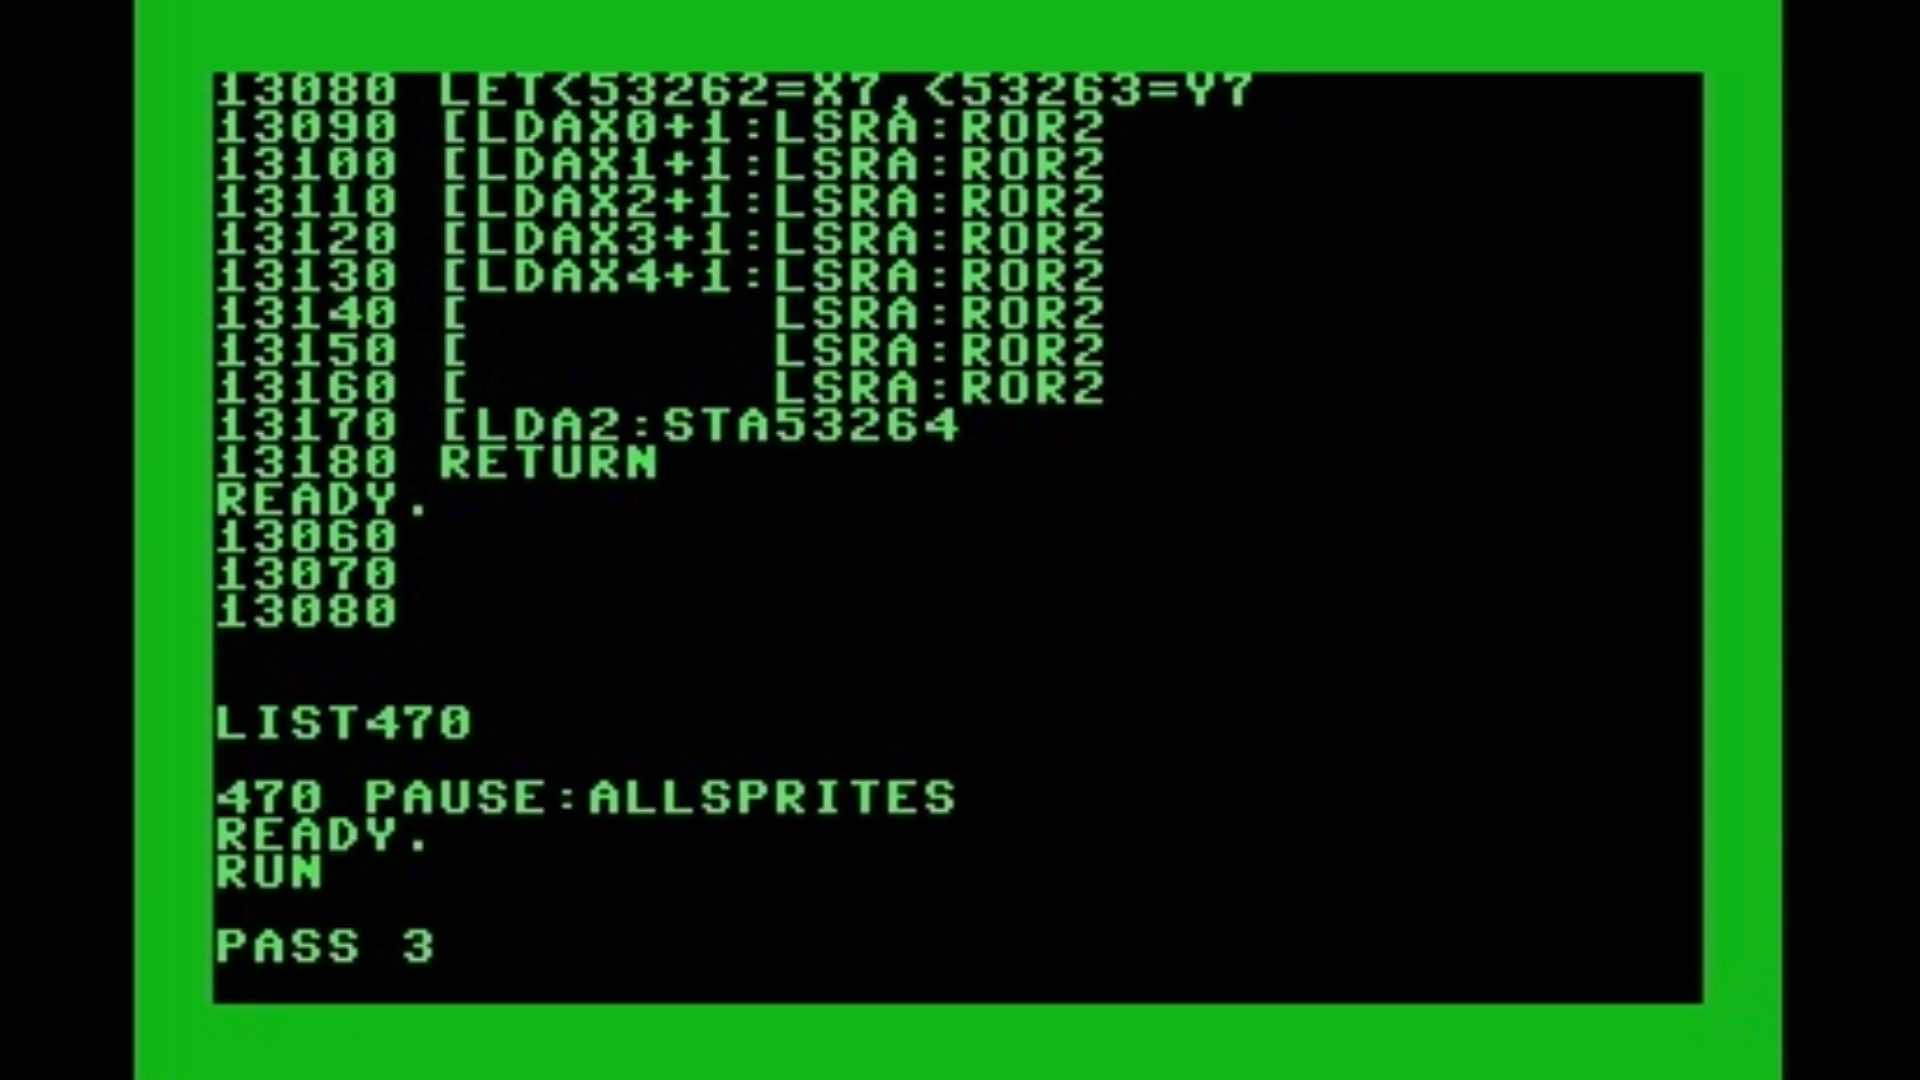 13080 LET<53262=X7,<53263=Y7
13090 [LDAX0+1:LSRA:ROR2
13100 [LDAX1+1:LSRA:ROR2
13110 [LDAX2+1:LSRA:ROR2
13120 [LDAX3+1:LSRA:ROR2
13130 [LDAX4+1:LSRA:ROR2
13140 [        LSRA:ROR2
13150 [        LSRA:ROR2
13160 [        LSRA:ROR2
13170 [LDA2:STA53264
13180 RETURN
READY.
13060
13070
13080
LIST470
470 PAUSE:ALLSPRITES
READY.
RUN
PASS 3